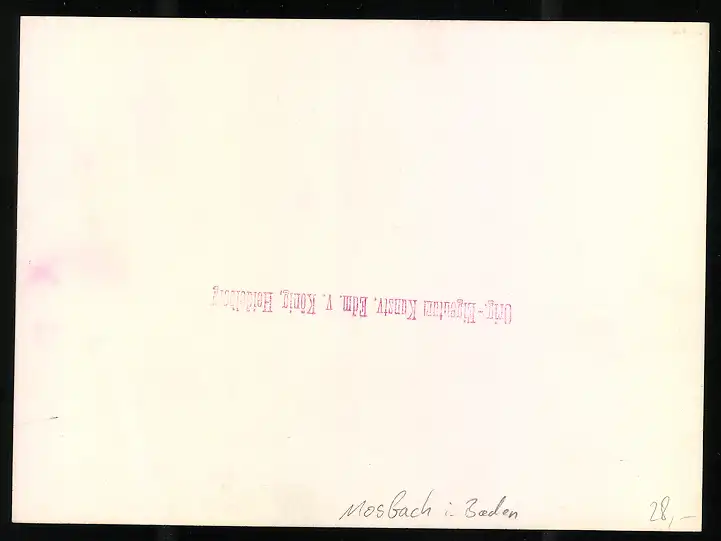 Orig.-Eigentum Kunstv. Edm. v. König, Heidelberg
Mosbach i. Baden
28,-